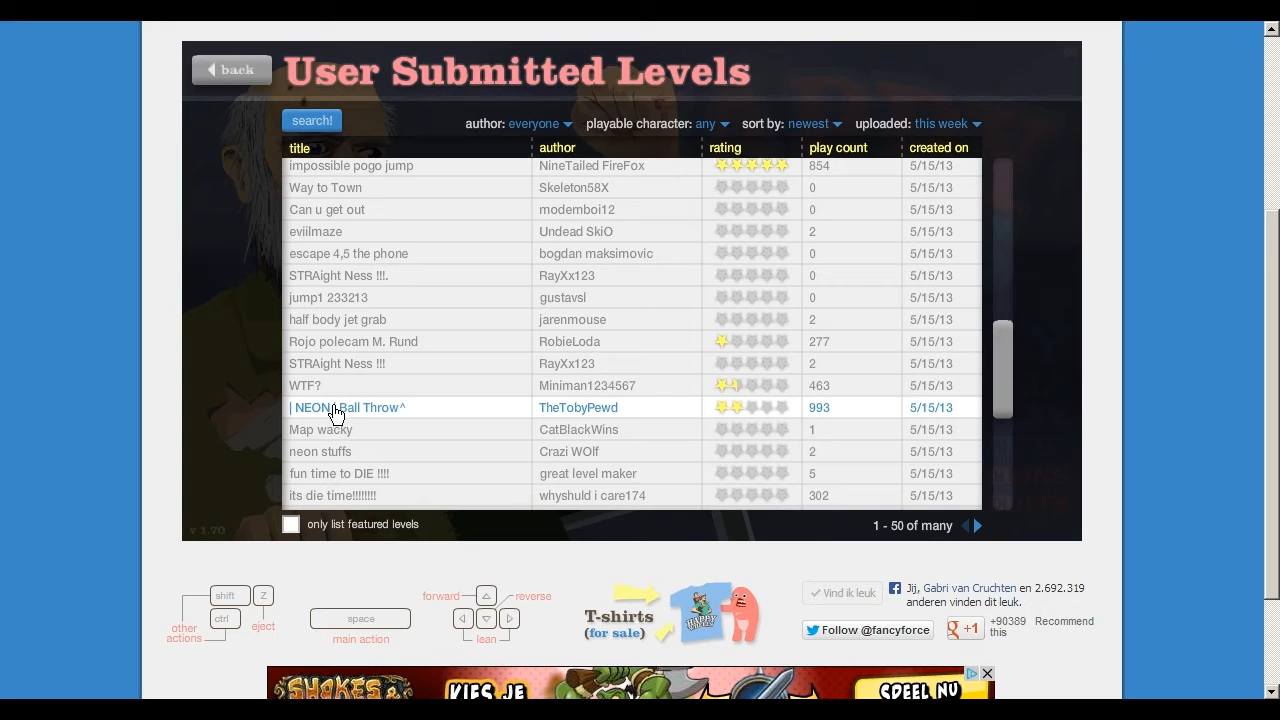 back
User Submitted Levels
search!
author: everyone playable character: any sort by: newest uploaded: this week
title author rating play count created on
impossible pogo jump NineTailed FireFox 854 5/15/13
Way to Town Skeleton58X 0 5/15/13
Can u get out modemboi12 0 5/15/13
eviilmaze Undead SkiO 2 5/15/13
escape 4,5 the phone bogdan maksimovic 0 5/15/13
STRAight Ness !!!. RayXx123 0 5/15/13
jump1 233213 gustavsl 0 5/15/13
half body jet grab jarenmouse 2 5/15/13
Rojo polecam M. Rund RobieLoda 277 5/15/13
STRAight Ness !!! RayXx123 2 5/15/13
WTF? Miniman1234567 463 5/15/13
| NEON Ball Throw^ TheTobyPewd 993 5/15/13
Map wacky CatBlackWins 1 5/15/13
neon stuffs Crazi WOlf 2 5/15/13
fun time to DIE !!!! great level maker 5 5/15/13
its die time!!!!!!!! whyshuld i care174 302 5/15/13
v 1.70
only list featured levels 1 - 50 of many
shift Z
ctrl
other actions
eject
space
main action
forward reverse
lean
T-shirts
(for sale)
HAPPY WHEELS
Vind ik leuk
Jij, Gabri van Cruchten en 2.692.319
anderen vinden dit leuk.
Follow @fancyforce
+1
+90389 Recommend
this
SHAKES &
KIES JE
SPEEL NU